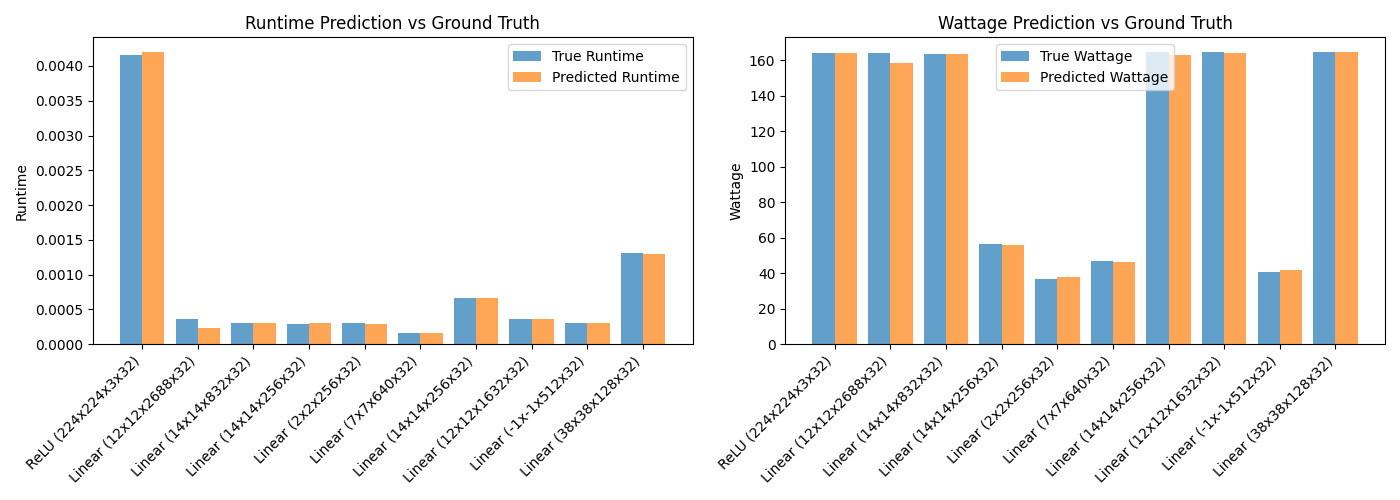 Runtime Prediction vs Ground Truth
True Runtime
Predicted Runtime
Runtime
0.0040
0.0035
0.0030
0.0025
0.0020
0.0015
0.0010
0.0005
0.0000
ReLU (224x224x3x32)
Linear (12x12x2688x32)
Linear (14x14x832x32)
Linear (14x14x256x32)
Linear (2x2x256x32)
Linear (7x7x640x32)
Linear (14x14x256x32)
Linear (12x12x1632x32)
Linear (-1x-1x512x32)
Linear (38x38x128x32)
Wattage Prediction vs Ground Truth
True Wattage
Predicted Wattage
Wattage
160
140
120
100
80
60
40
20
0
ReLU (224x224x3x32)
Linear (12x12x2688x32)
Linear (14x14x832x32)
Linear (14x14x256x32)
Linear (2x2x256x32)
Linear (7x7x640x32)
Linear (14x14x256x32)
Linear (12x12x1632x32)
Linear (-1x-1x512x32)
Linear (38x38x128x32)